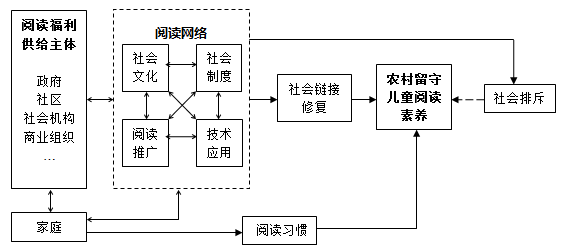 阅读福利
供给主体
政府
社区
社会机构
商业组织
…
家庭
阅读网络
社会
文化
社会
制度
阅读
推广
技术
应用
社会链接
修复
阅读习惯
农村留守
儿童阅读
素养
社会排斥